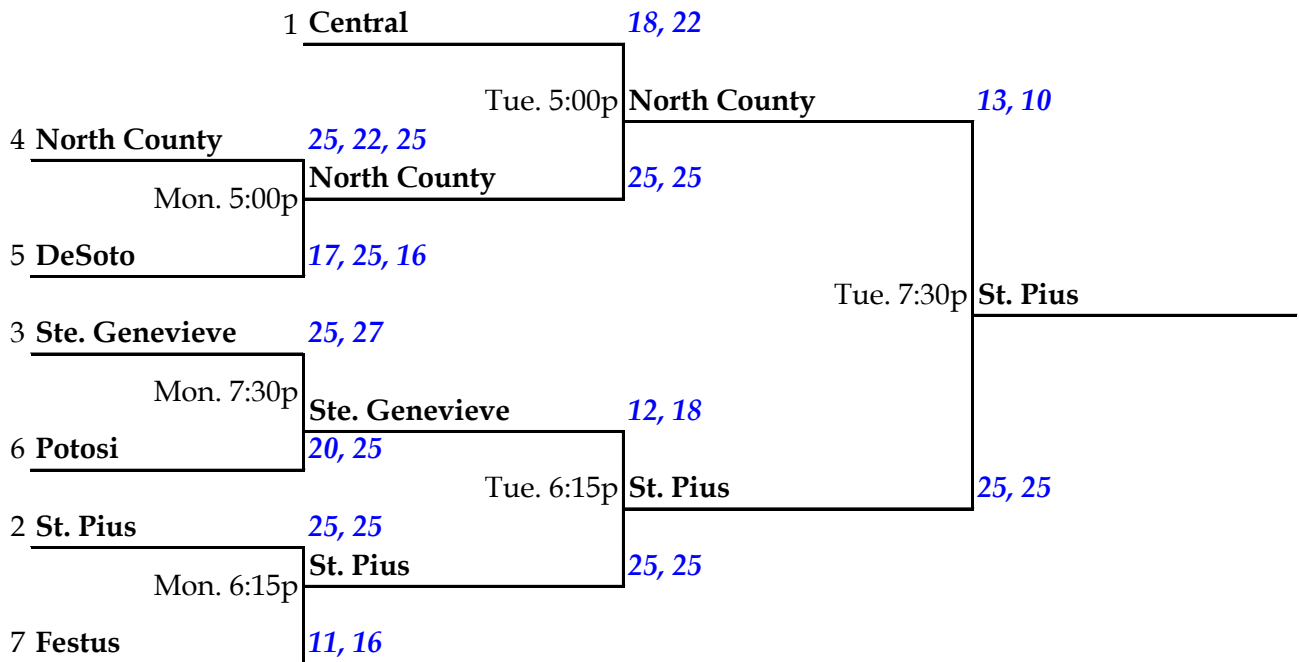 1 Central 18, 22
Tue. 5:00p North County 13, 10
4 North County 25, 22, 25
North County 25, 25
Mon. 5:00p
5 DeSoto 17, 25, 16
Tue. 7:30p St. Pius
3 Ste. Genevieve 25, 27
Mon. 7:30p
Ste. Genevieve 12, 18
6 Potosi 20, 25
Tue. 6:15p St. Pius 25, 25
2 St. Pius 25, 25
St. Pius 25, 25
Mon. 6:15p
7 Festus 11, 16